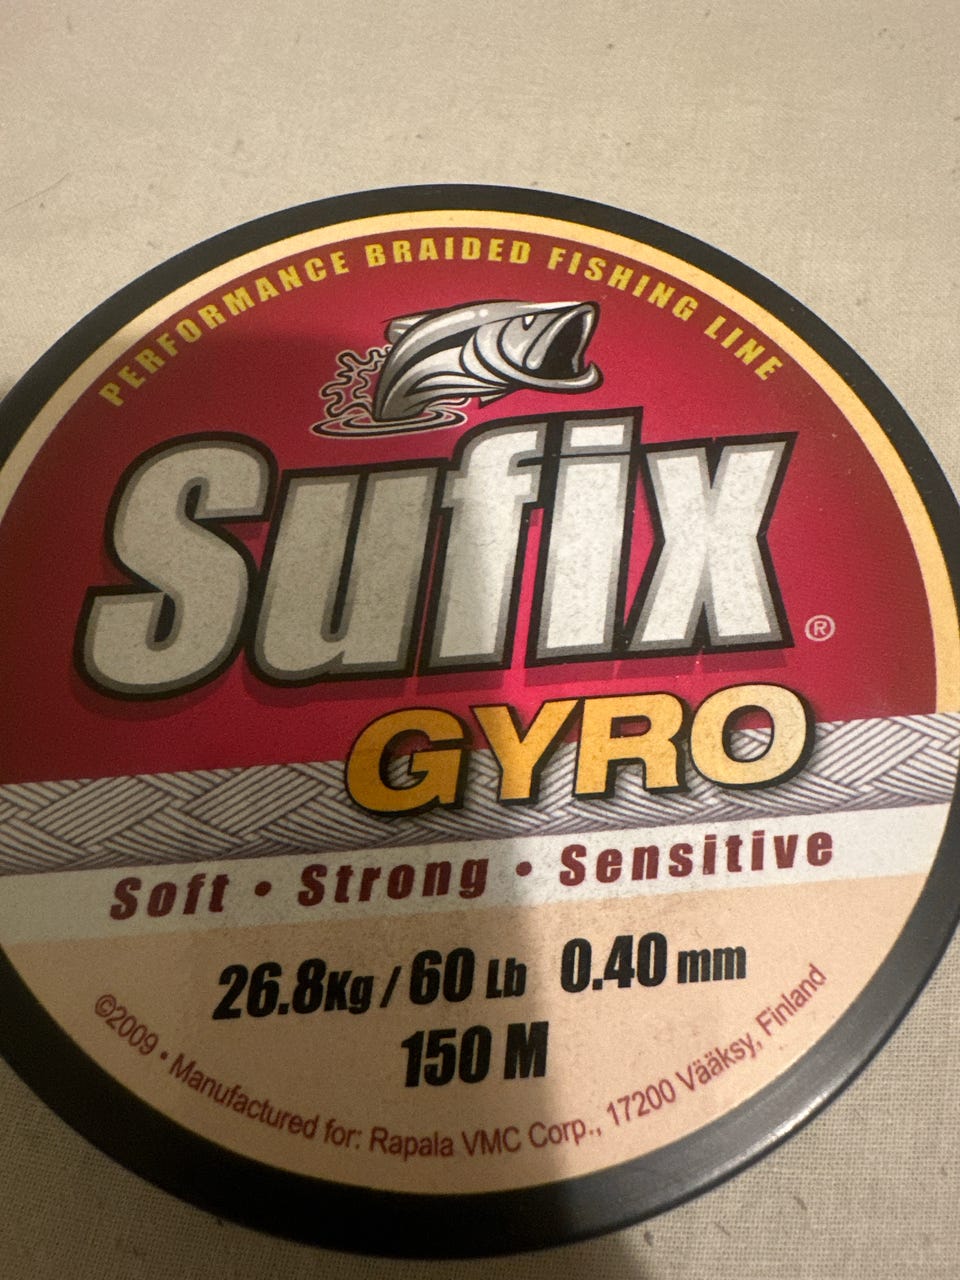 PERFORMANCE BRAIDED FISHING LINE
Sufix®
GYRO
Soft • Strong • Sensitive
26.8Kg / 60 Lb 0.40 mm
150 M
©2009 • Manufactured for: Rapala VMC Corp., 17200 Vääksy, Finland